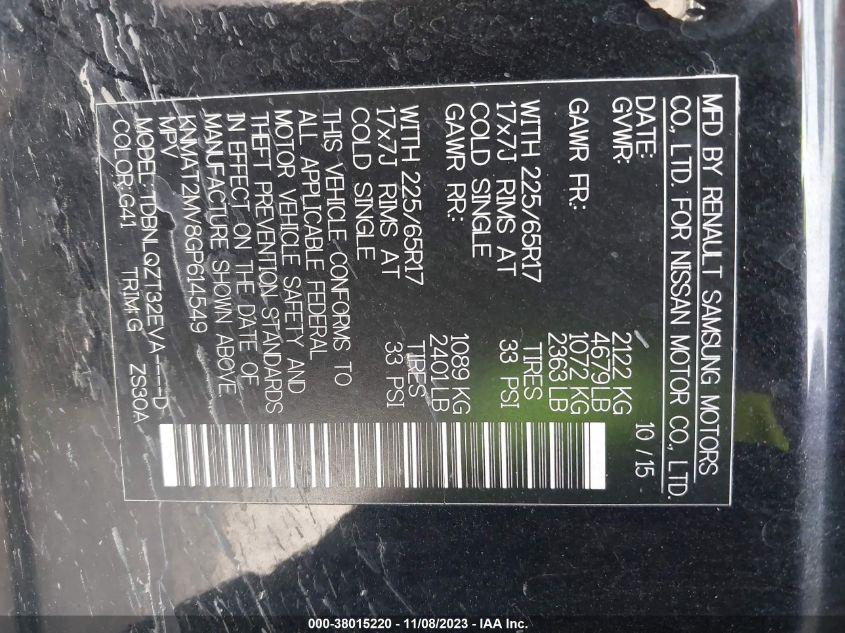 MFD BY RENAULT SAMSUNG MOTORS
CO., LTD. FOR NISSAN MOTOR CO., LTD.
DATE: 10 / 15
GVWR: 2122 KG
4679 LB
GAWR FR: 1072 KG
2363 LB
WITH 225/65R17 TIRES
17x7J RIMS AT 33 PSI
COLD SINGLE
GAWR RR: 1089 KG
2401 LB
WITH 225/65R17 TIRES
17x7J RIMS AT 33 PSI
COLD SINGLE
THIS VEHICLE CONFORMS TO
ALL APPLICABLE FEDERAL
MOTOR VEHICLE SAFETY AND
THEFT PREVENTION STANDARDS
IN EFFECT ON THE DATE OF
MANUFACTURE SHOWN ABOVE.
KNMAT2MV8GP614549
MPV
MODEL: TDBNLQZT32EVA----D
COLOR: G41 TRIM: G ZS30A
000-38015220 - 11/08/2023 - IAA Inc.